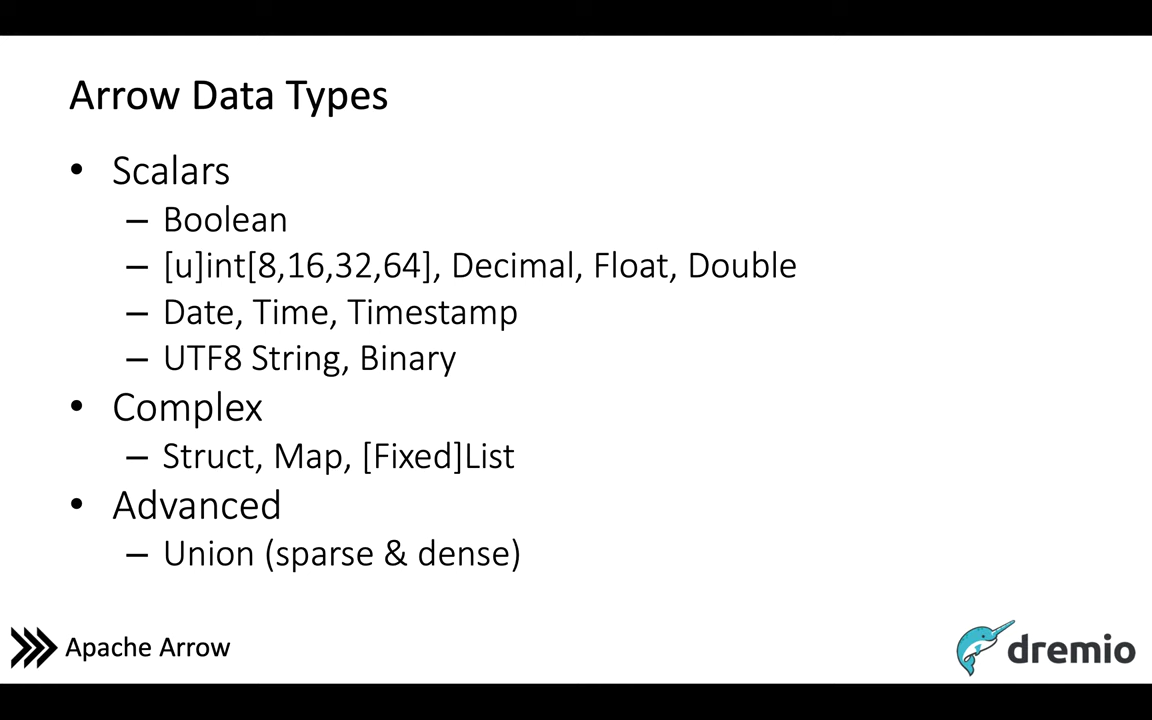 Arrow Data Types
• Scalars
– Boolean
– [u]int[8,16,32,64], Decimal, Float, Double
– Date, Time, Timestamp
– UTF8 String, Binary
• Complex
– Struct, Map, [Fixed]List
• Advanced
– Union (sparse & dense)
Apache Arrow
dremio